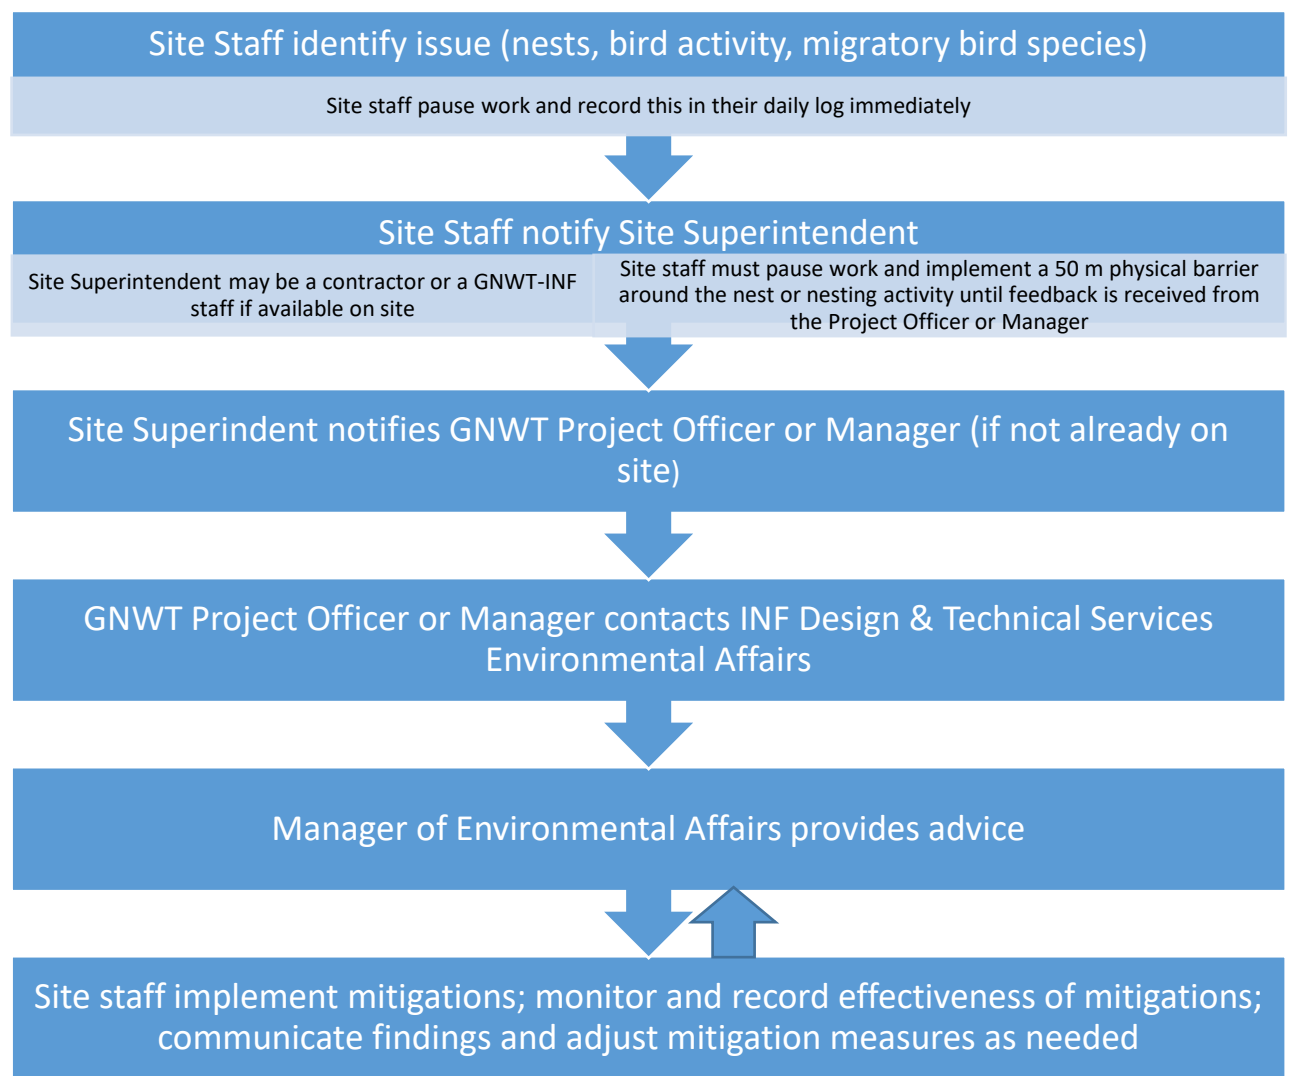 Site Staff identify issue (nests, bird activity, migratory bird species)
Site staff pause work and record this in their daily log immediately
Site Staff notify Site Superintendent
Site Superintendent may be a contractor or a GNWT-INF
staff if available on site
Site staff must pause work and implement a 50 m physical barrier
around the nest or nesting activity until feedback is received from
the Project Officer or Manager
Site Superindent notifies GNWT Project Officer or Manager (if not already on
site)
GNWT Project Officer or Manager contacts INF Design & Technical Services
Environmental Affairs
Manager of Environmental Affairs provides advice
Site staff implement mitigations; monitor and record effectiveness of mitigations;
communicate findings and adjust mitigation measures as needed